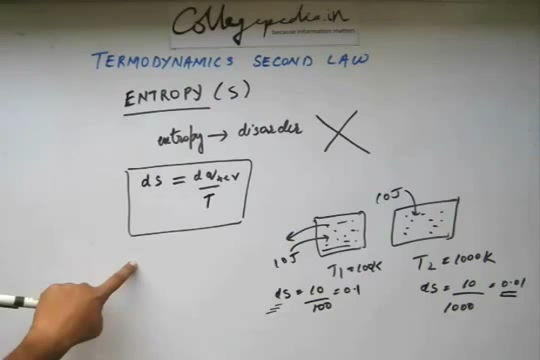 Collegepedia.in
because information matters
TERMODYNAMICS SECOND LAW
ENTROPY (S)
entropy → disorder
ds = dqrev
T
10J
10J
T1 = 100K
T2 = 1000K
ds = 10 = 0.1
100
ds = 10 = 0.01
1000